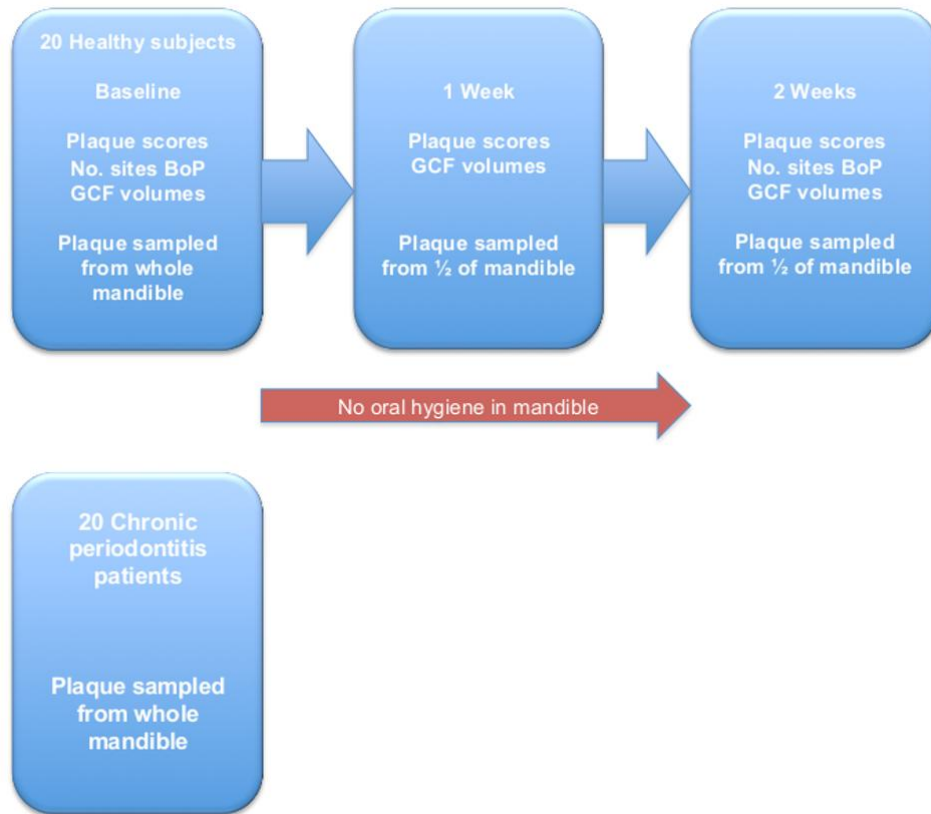 20 Healthy subjects
Baseline
Plaque scores
No. sites BoP
GCF volumes
Plaque sampled
from whole
mandible
1 Week
Plaque scores
GCF volumes
Plaque sampled
from ½ of mandible
2 Weeks
Plaque scores
No. sites BoP
GCF volumes
Plaque sampled
from ½ of mandible
No oral hygiene in mandible
20 Chronic
periodontitis
patients
Plaque sampled
from whole
mandible